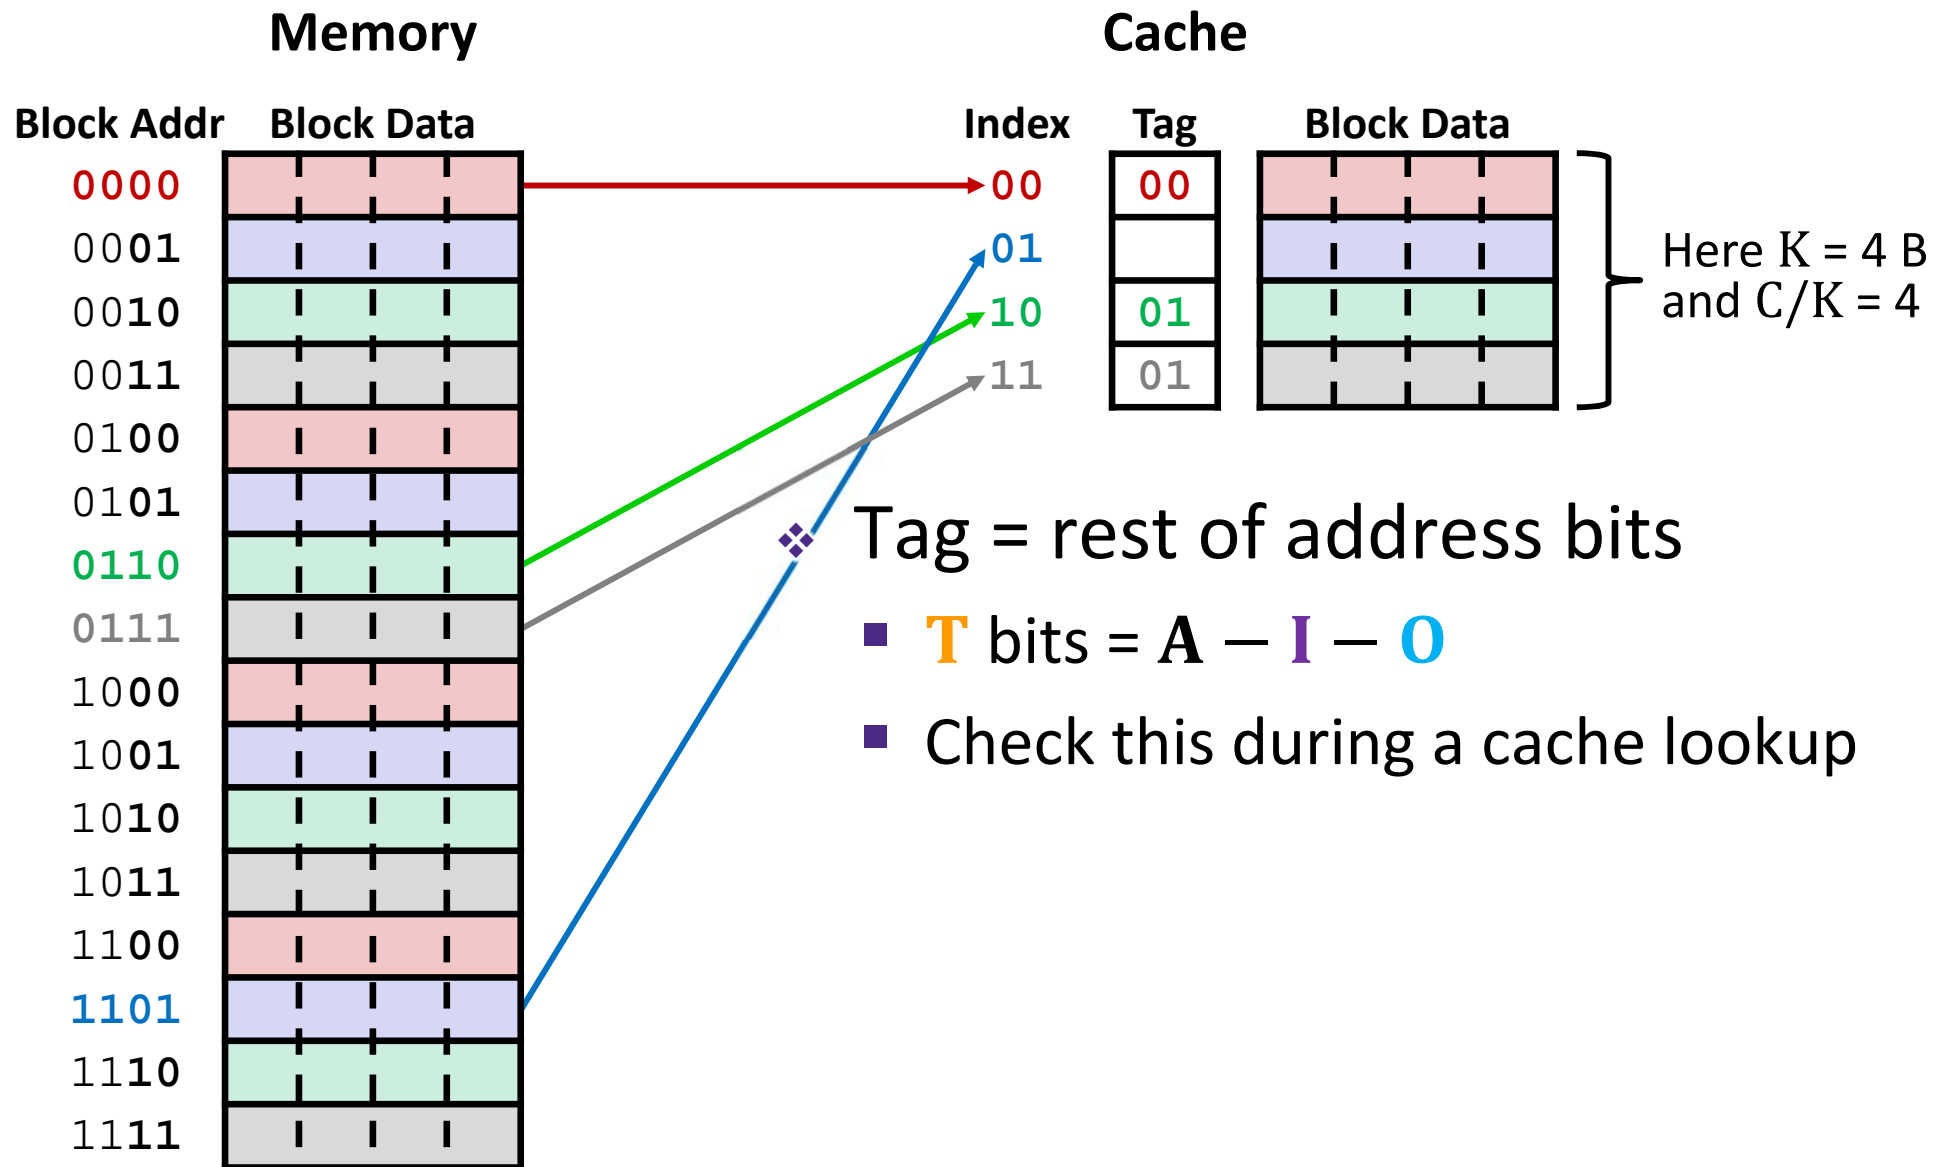 Memory Cache
Block Addr Block Data Index Tag Block Data
0000 00 00
0001 01
0010 10 01
0011 11 01
Here K = 4 B
and C/K = 4
0100
0101
0110
0111
1000
1001
1010
1011
1100
1101
1110
1111
❖ Tag = rest of address bits
■ T bits = A – I – O
■ Check this during a cache lookup